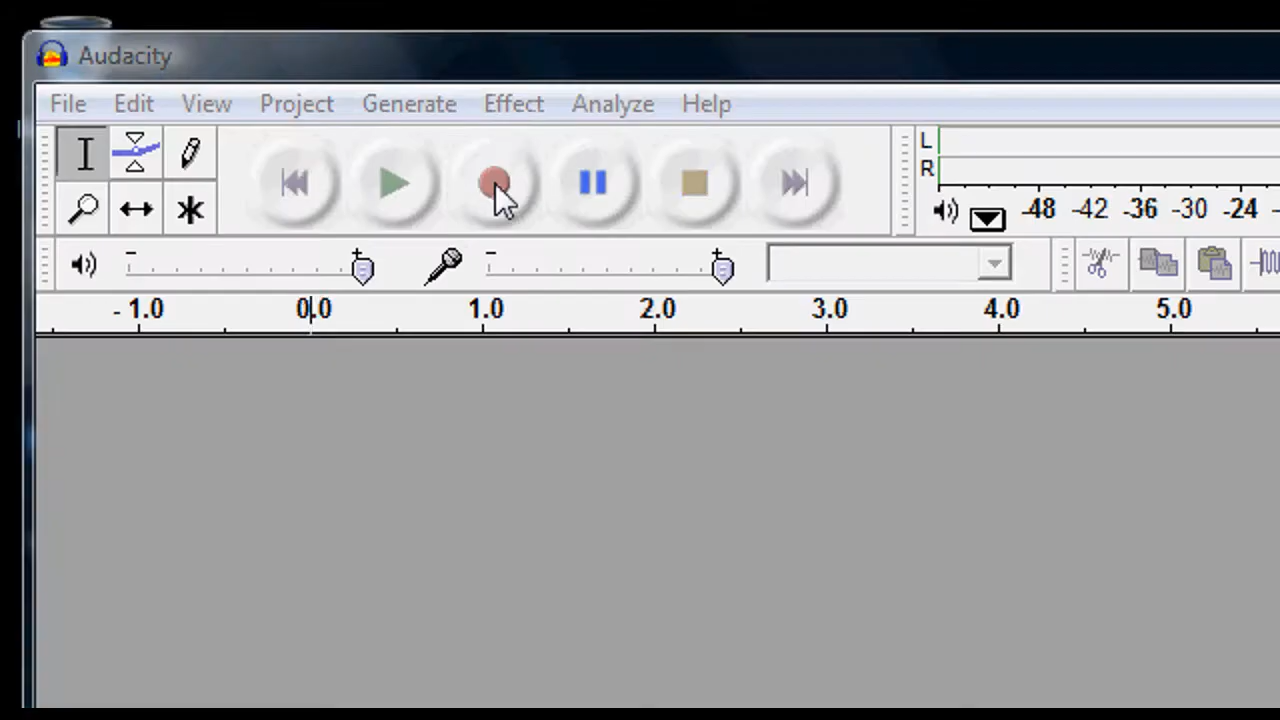 Audacity
File Edit View Project Generate Effect Analyze Help
L
R
-48 -42 -36 -30 -24
- 1.0 0.0 1.0 2.0 3.0 4.0 5.0